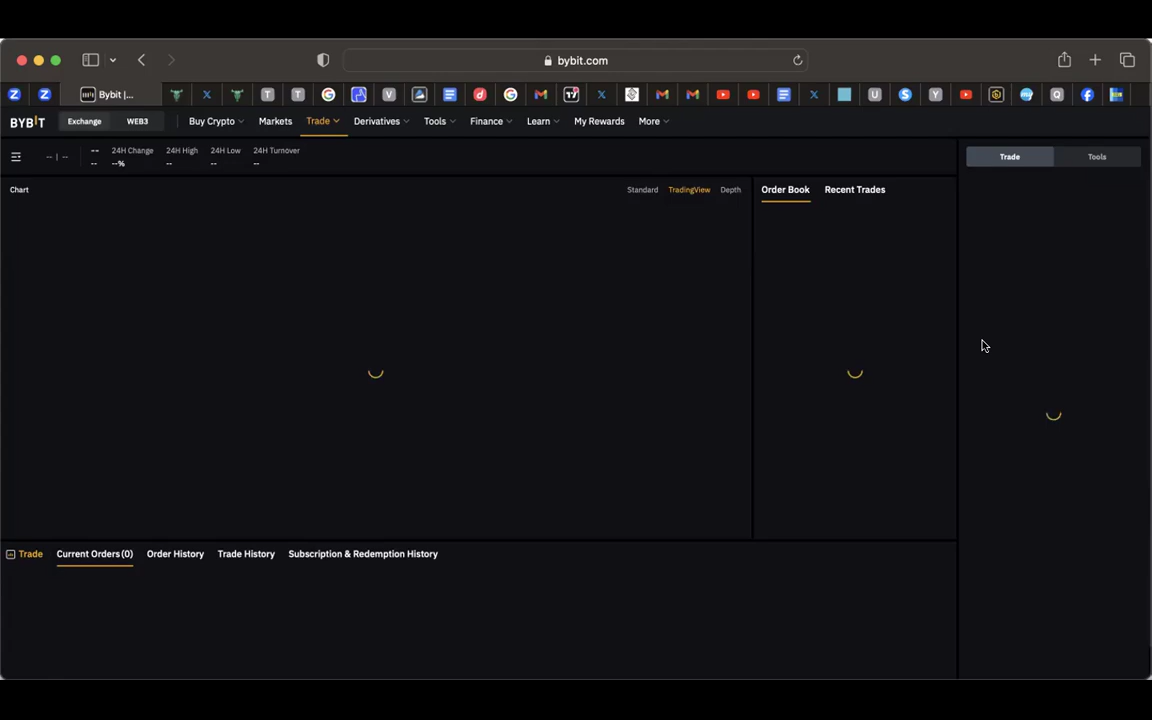 bybit.com
Bybit |...
BYBIT Exchange WEB3 Buy Crypto Markets Trade Derivatives Tools Finance Learn My Rewards More
-- | -- -- 24H Change 24H High 24H Low 24H Turnover
-- --% -- -- --
Trade Tools
Chart Standard TradingView Depth Order Book Recent Trades
Trade Current Orders (0) Order History Trade History Subscription & Redemption History